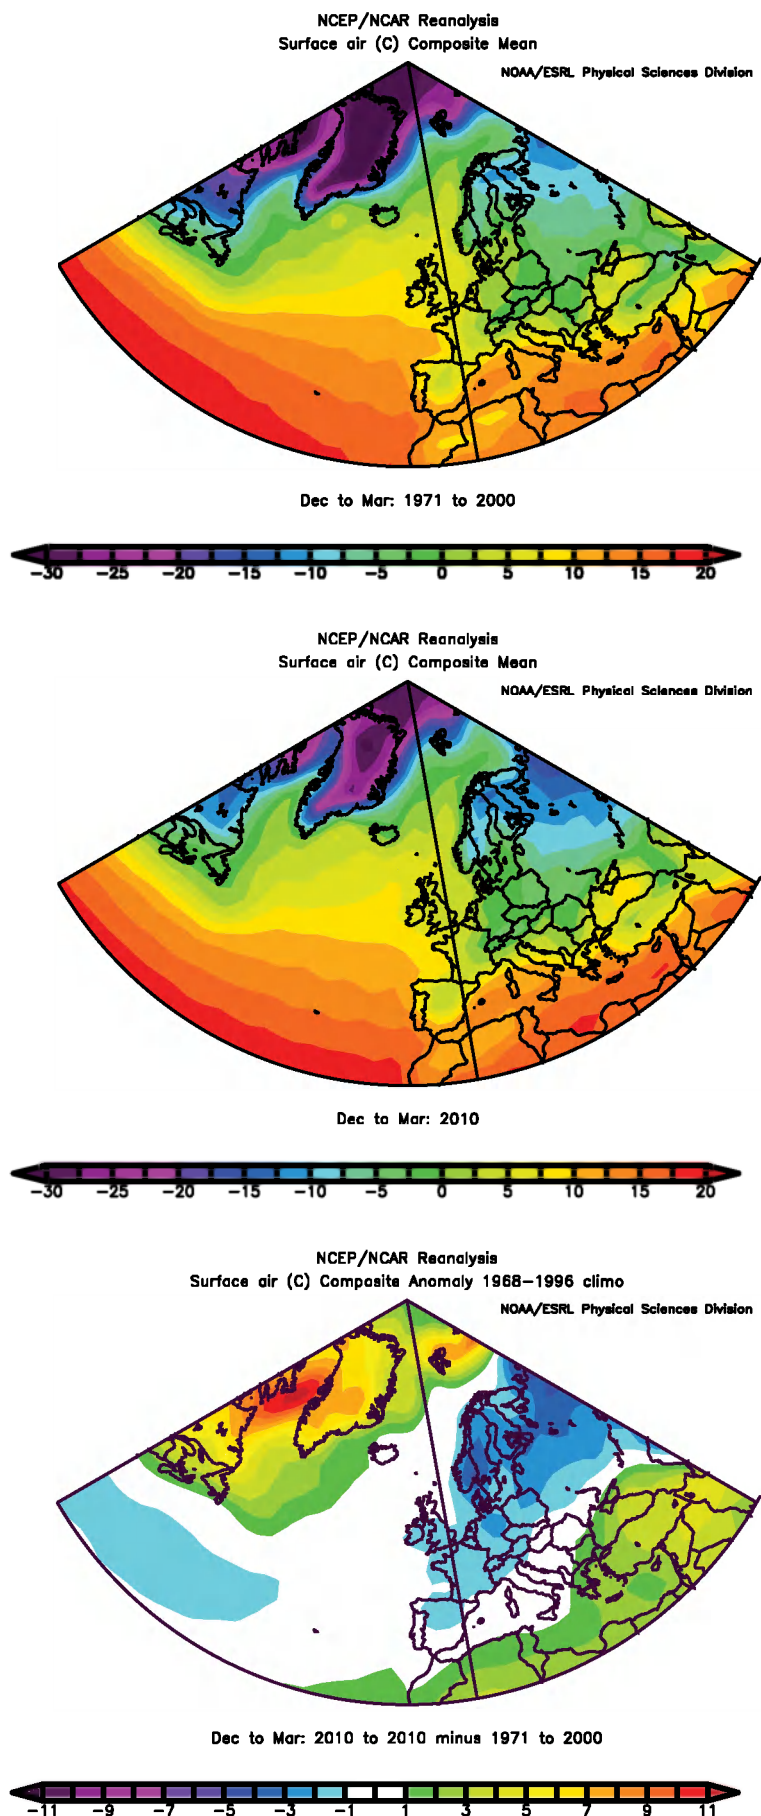 NCEP/NCAR Reanalysis
Surface air (C) Composite Mean
NOAA/ESRL Physical Sciences Division
Dec to Mar: 1971 to 2000
-30 -25 -20 -15 -10 -5 0 5 10 15 20
NCEP/NCAR Reanalysis
Surface air (C) Composite Mean
NOAA/ESRL Physical Sciences Division
Dec to Mar: 2010
-30 -25 -20 -15 -10 -5 0 5 10 15 20
NCEP/NCAR Reanalysis
Surface air (C) Composite Anomaly 1968-1996 climo
NOAA/ESRL Physical Sciences Division
Dec to Mar: 2010 to 2010 minus 1971 to 2000
-11 -9 -7 -5 -3 -1 1 3 5 7 9 11